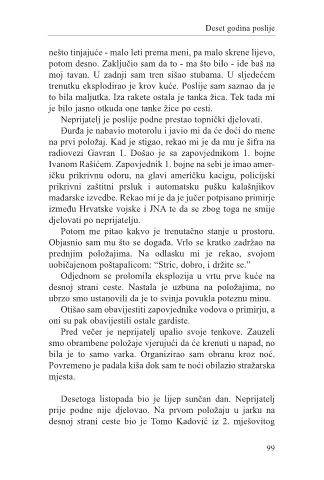 Deset godina poslije
nešto tinjajuće - malo leti prema meni, pa malo skrene lijevo,
potom desno. Zaključio sam da to - ma što bilo - ide baš na
moj tavan. U zadnji sam tren sišao stubama. U sljedećem
trenutku eksplodirao je krov kuće. Poslije sam saznao da je
to bila maljutka. Iza rakete ostala je tanka žica. Tek tada mi
je bilo jasno otkuda one tanke žice po cesti.
Neprijatelj je poslije podne prestao topnički djelovati.
Đurđa je nabavio motorolu i javio mi da će doći do mene
na prvi položaj. Kad je stigao, rekao mi je da mu je šifra na
radiovezi Gavran 1. Došao je sa zapovjednikom 1. bojne
Ivanom Rašićem. Zapovjednik 1. bojne na sebi je imao amer-
ičku prikrivnu odoru, na glavi američku kacigu, policijski
prikrivni zaštitni prsluk i automatsku pušku kalašnjikov
mađarske izvedbe. Rekao mi je da je jučer potpisano primirje
između Hrvatske vojske i JNA te da se zbog toga ne smije
djelovati po neprijatelju.
Potom me pitao kakvo je trenutačno stanje u prostoru.
Objasnio sam mu što se događa. Vrlo se kratko zadržao na
prednjim položajima. Na odlasku mi je rekao, svojom
uobičajenom poštapalicom: “Stric, dobro, i držite se.”
Odjednom se prolomila eksplozija u vrtu prve kuće na
desnoj strani ceste. Nastala je uzbuna na položajima, no
ubrzo smo ustanovili da je to svinja povukla poteznu minu.
Otišao sam obavijestiti zapovjednike vodova o primirju, a
oni su pak obavijestili ostale gardiste.
Pred večer je neprijatelj upalio svoje tenkove. Zauzeli
smo obrambene položaje vjerujući da će krenuti u napad, no
bila je to samo varka. Organizirao sam obranu kroz noć.
Povremeno je padala kiša dok sam te noći obilazio stražarska
mjesta.
Desetoga listopada bio je lijep sunčan dan. Neprijatelj
prije podne nije djelovao. Na prvom položaju u jarku na
desnoj strani ceste bio je Tomo Kadović iz 2. mješovitog
99